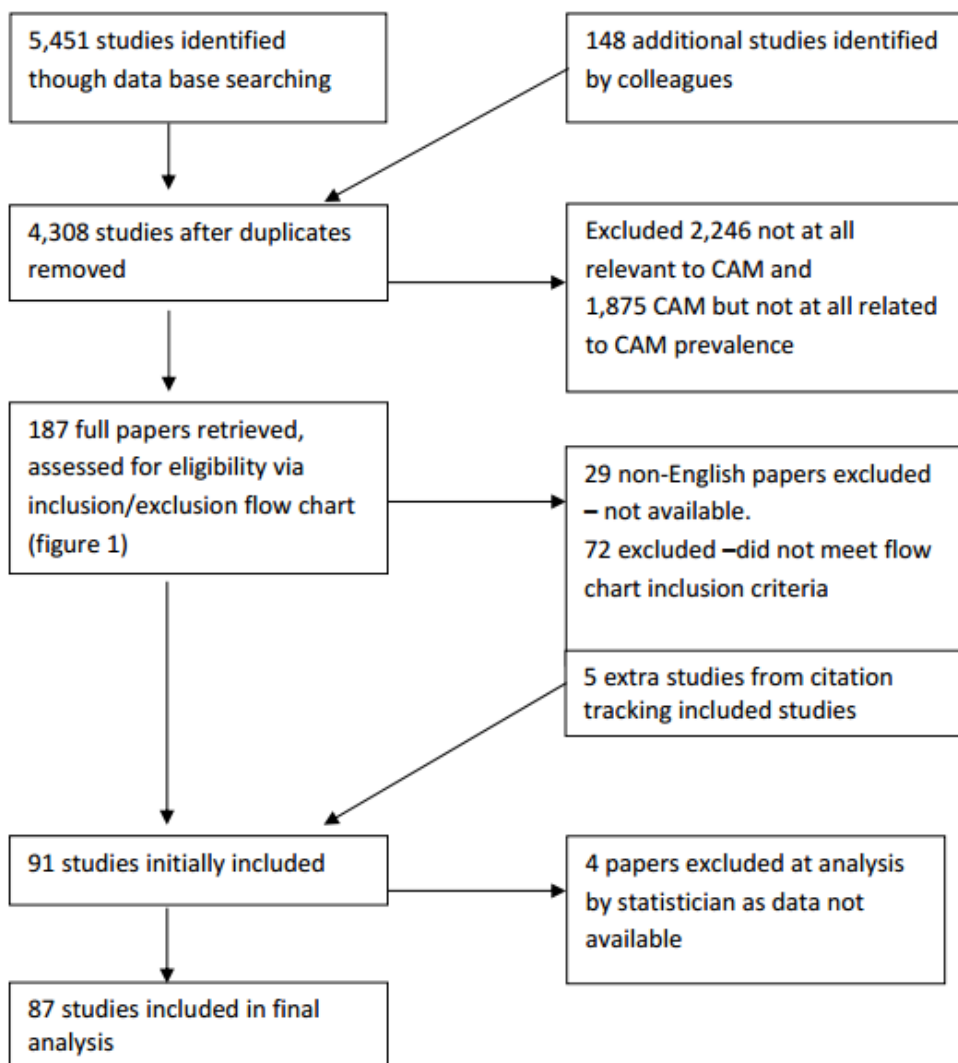 5,451 studies identified
though data base searching
148 additional studies identified
by colleagues
4,308 studies after duplicates
removed
Excluded 2,246 not at all
relevant to CAM and
1,875 CAM but not at all related
to CAM prevalence
187 full papers retrieved,
assessed for eligibility via
inclusion/exclusion flow chart
(figure 1)
29 non-English papers excluded
– not available.
72 excluded –did not meet flow
chart inclusion criteria
5 extra studies from citation
tracking included studies
91 studies initially included
4 papers excluded at analysis
by statistician as data not
available
87 studies included in final
analysis